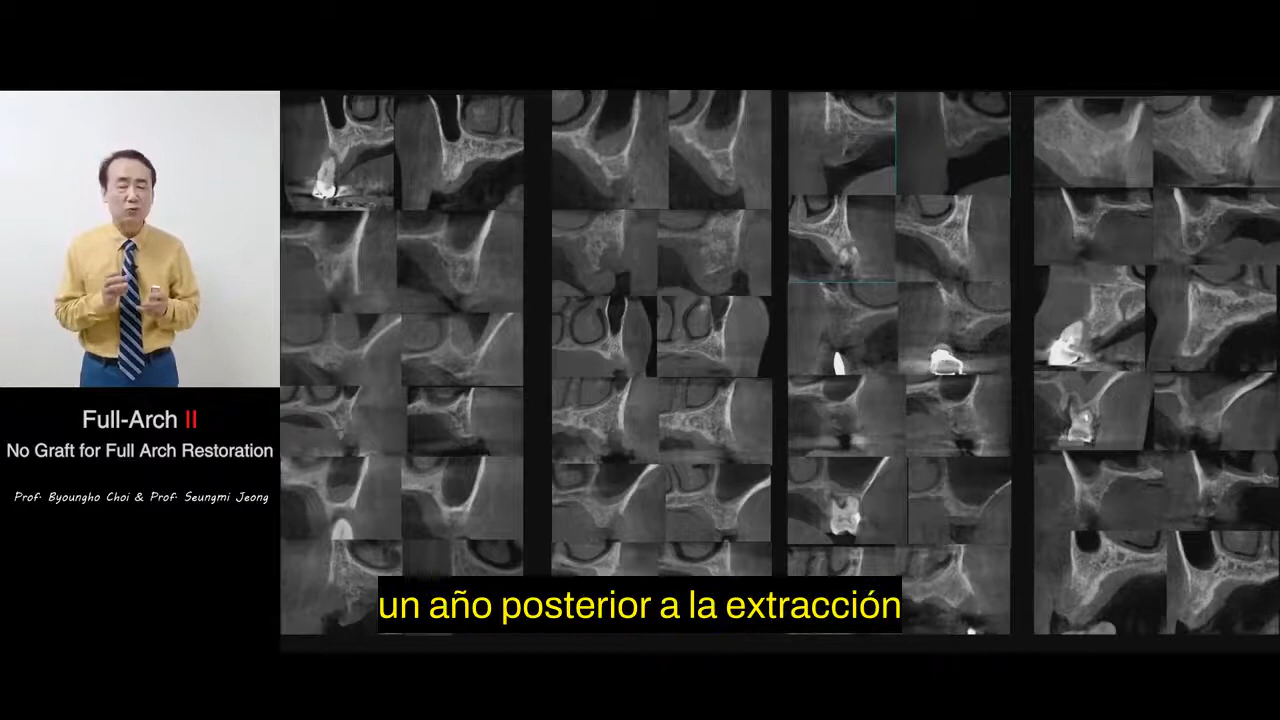 Full-Arch II
No Graft for Full Arch Restoration
Prof. Byoungho Choi & Prof. Seungmi Jeong
un año posterior a la extracción